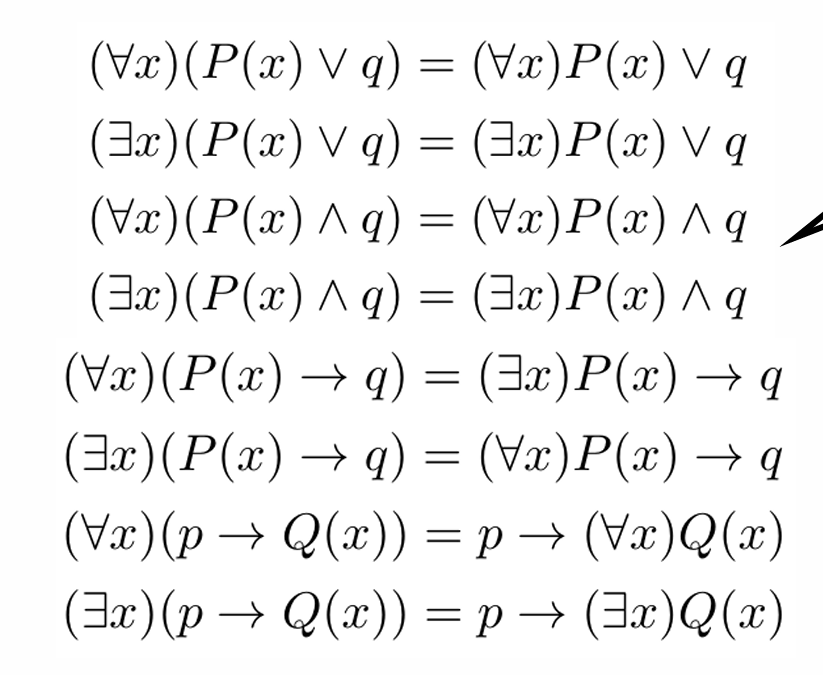 (∀x)(P(x) ∨ q) = (∀x)P(x) ∨ q
(∃x)(P(x) ∨ q) = (∃x)P(x) ∨ q
(∀x)(P(x) ∧ q) = (∀x)P(x) ∧ q
(∃x)(P(x) ∧ q) = (∃x)P(x) ∧ q
(∀x)(P(x) → q) = (∃x)P(x) → q
(∃x)(P(x) → q) = (∀x)P(x) → q
(∀x)(p → Q(x)) = p → (∀x)Q(x)
(∃x)(p → Q(x)) = p → (∃x)Q(x)